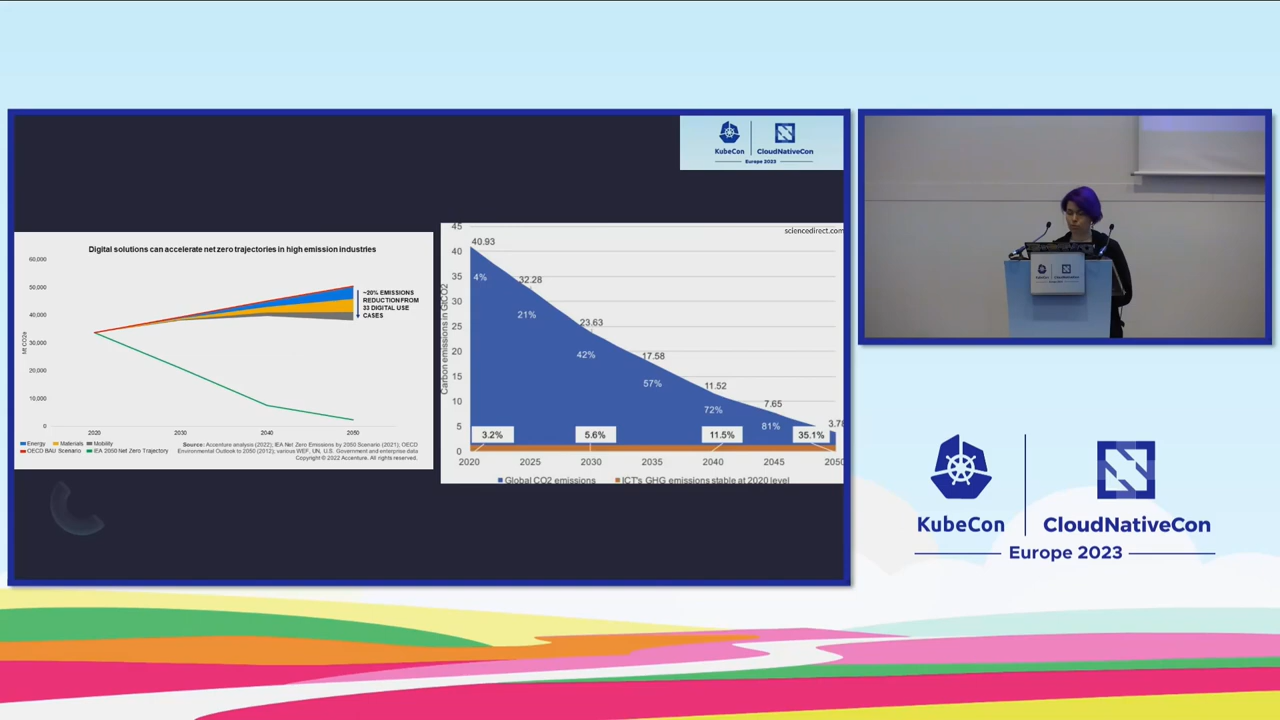 KubeCon
CloudNativeCon
Europe 2023
Digital solutions can accelerate net zero trajectories in high emission industries
60,000
50,000
40,000
30,000
20,000
10,000
0
Mt CO2e
2020
2030
2040
2050
~20% EMISSIONS
REDUCTION FROM
33 DIGITAL USE
CASES
Energy
Materials
Mobility
OECD BAU Scenario
IEA 2050 Net Zero Trajectory
Source: Accenture analysis (2022); IEA Net Zero Emissions by 2050 Scenario (2021); OECD
Environmental Outlook to 2050 (2012); various WEF, UN, U.S. Government and enterprise data
Copyright © 2022 Accenture. All rights reserved.
sciencedirect.com
Carbon emissions in GtCO2
45
40
35
30
25
20
15
10
5
0
40.93
32.28
23.63
17.58
11.52
7.65
3.78
4%
21%
42%
57%
72%
81%
3.2%
5.6%
11.5%
35.1%
2020
2025
2030
2035
2040
2045
2050
Global CO2 emissions
ICT's GHG emissions stable at 2020 level
KubeCon
CloudNativeCon
Europe 2023